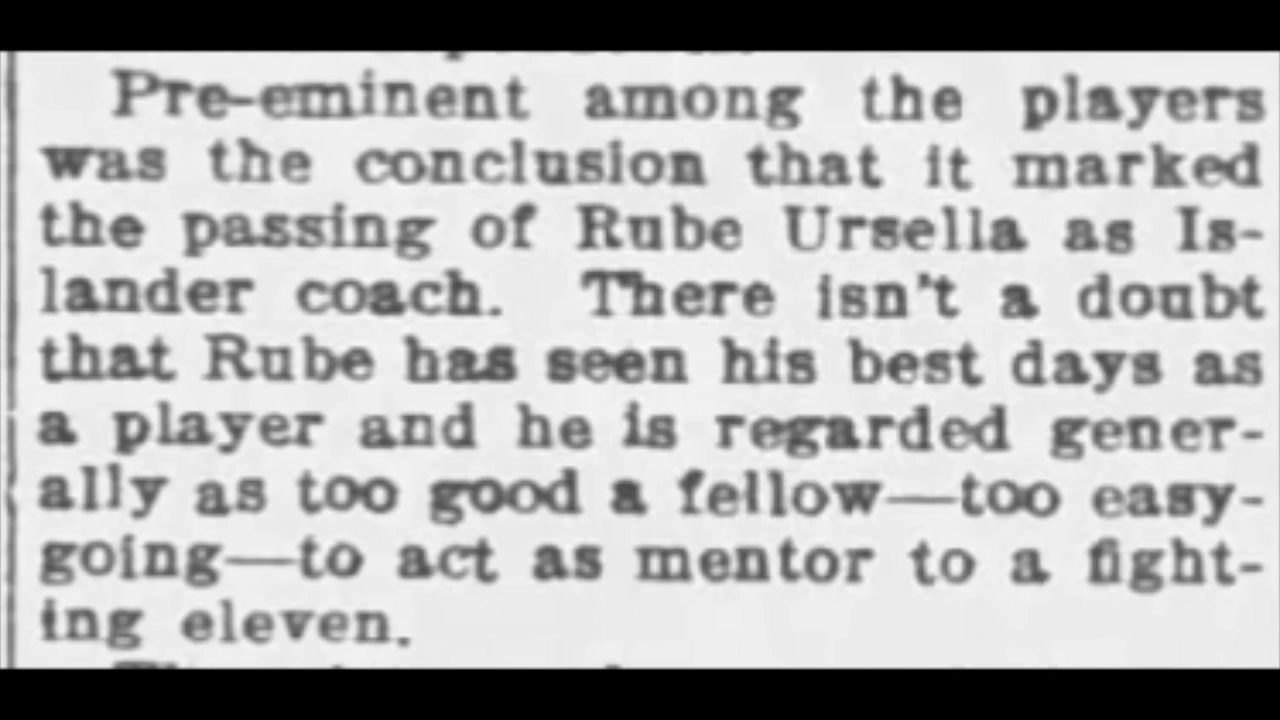 Pre-eminent among the players
was the conclusion that it marked
the passing of Rube Ursella as Is-
lander coach. There isn't a doubt
that Rube has seen his best days as
a player and he is regarded gener-
ally as too good a fellow—too easy-
going—to act as mentor to a fight-
ing eleven.